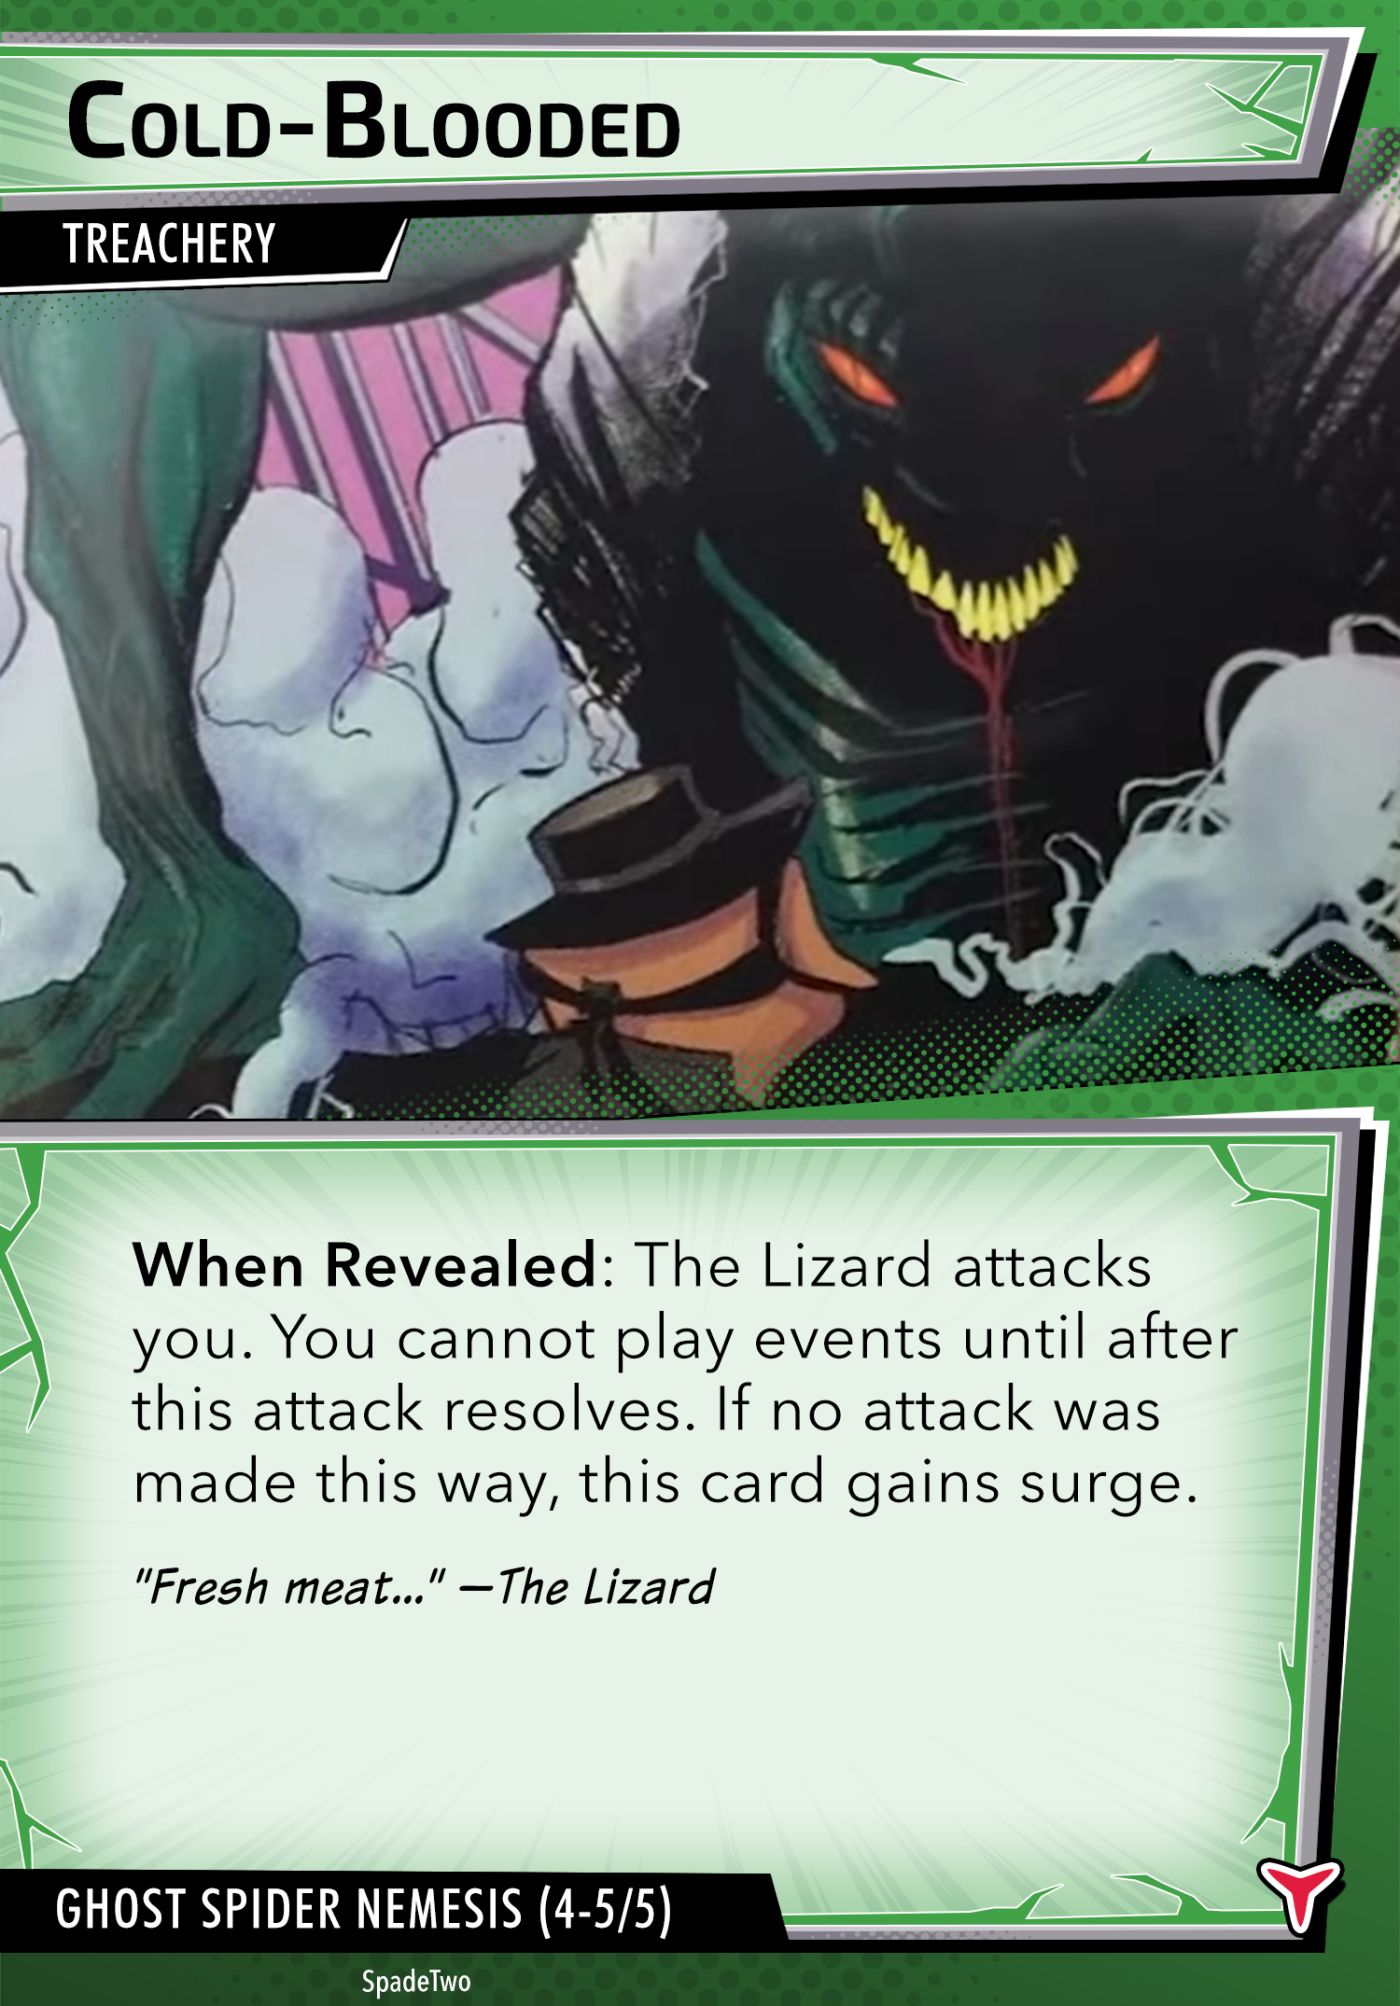 Cold-Blooded
TREACHERY
When Revealed: The Lizard attacks
you. You cannot play events until after
this attack resolves. If no attack was
made this way, this card gains surge.
"Fresh meat..." —The Lizard
GHOST SPIDER NEMESIS (4-5/5)
SpadeTwo